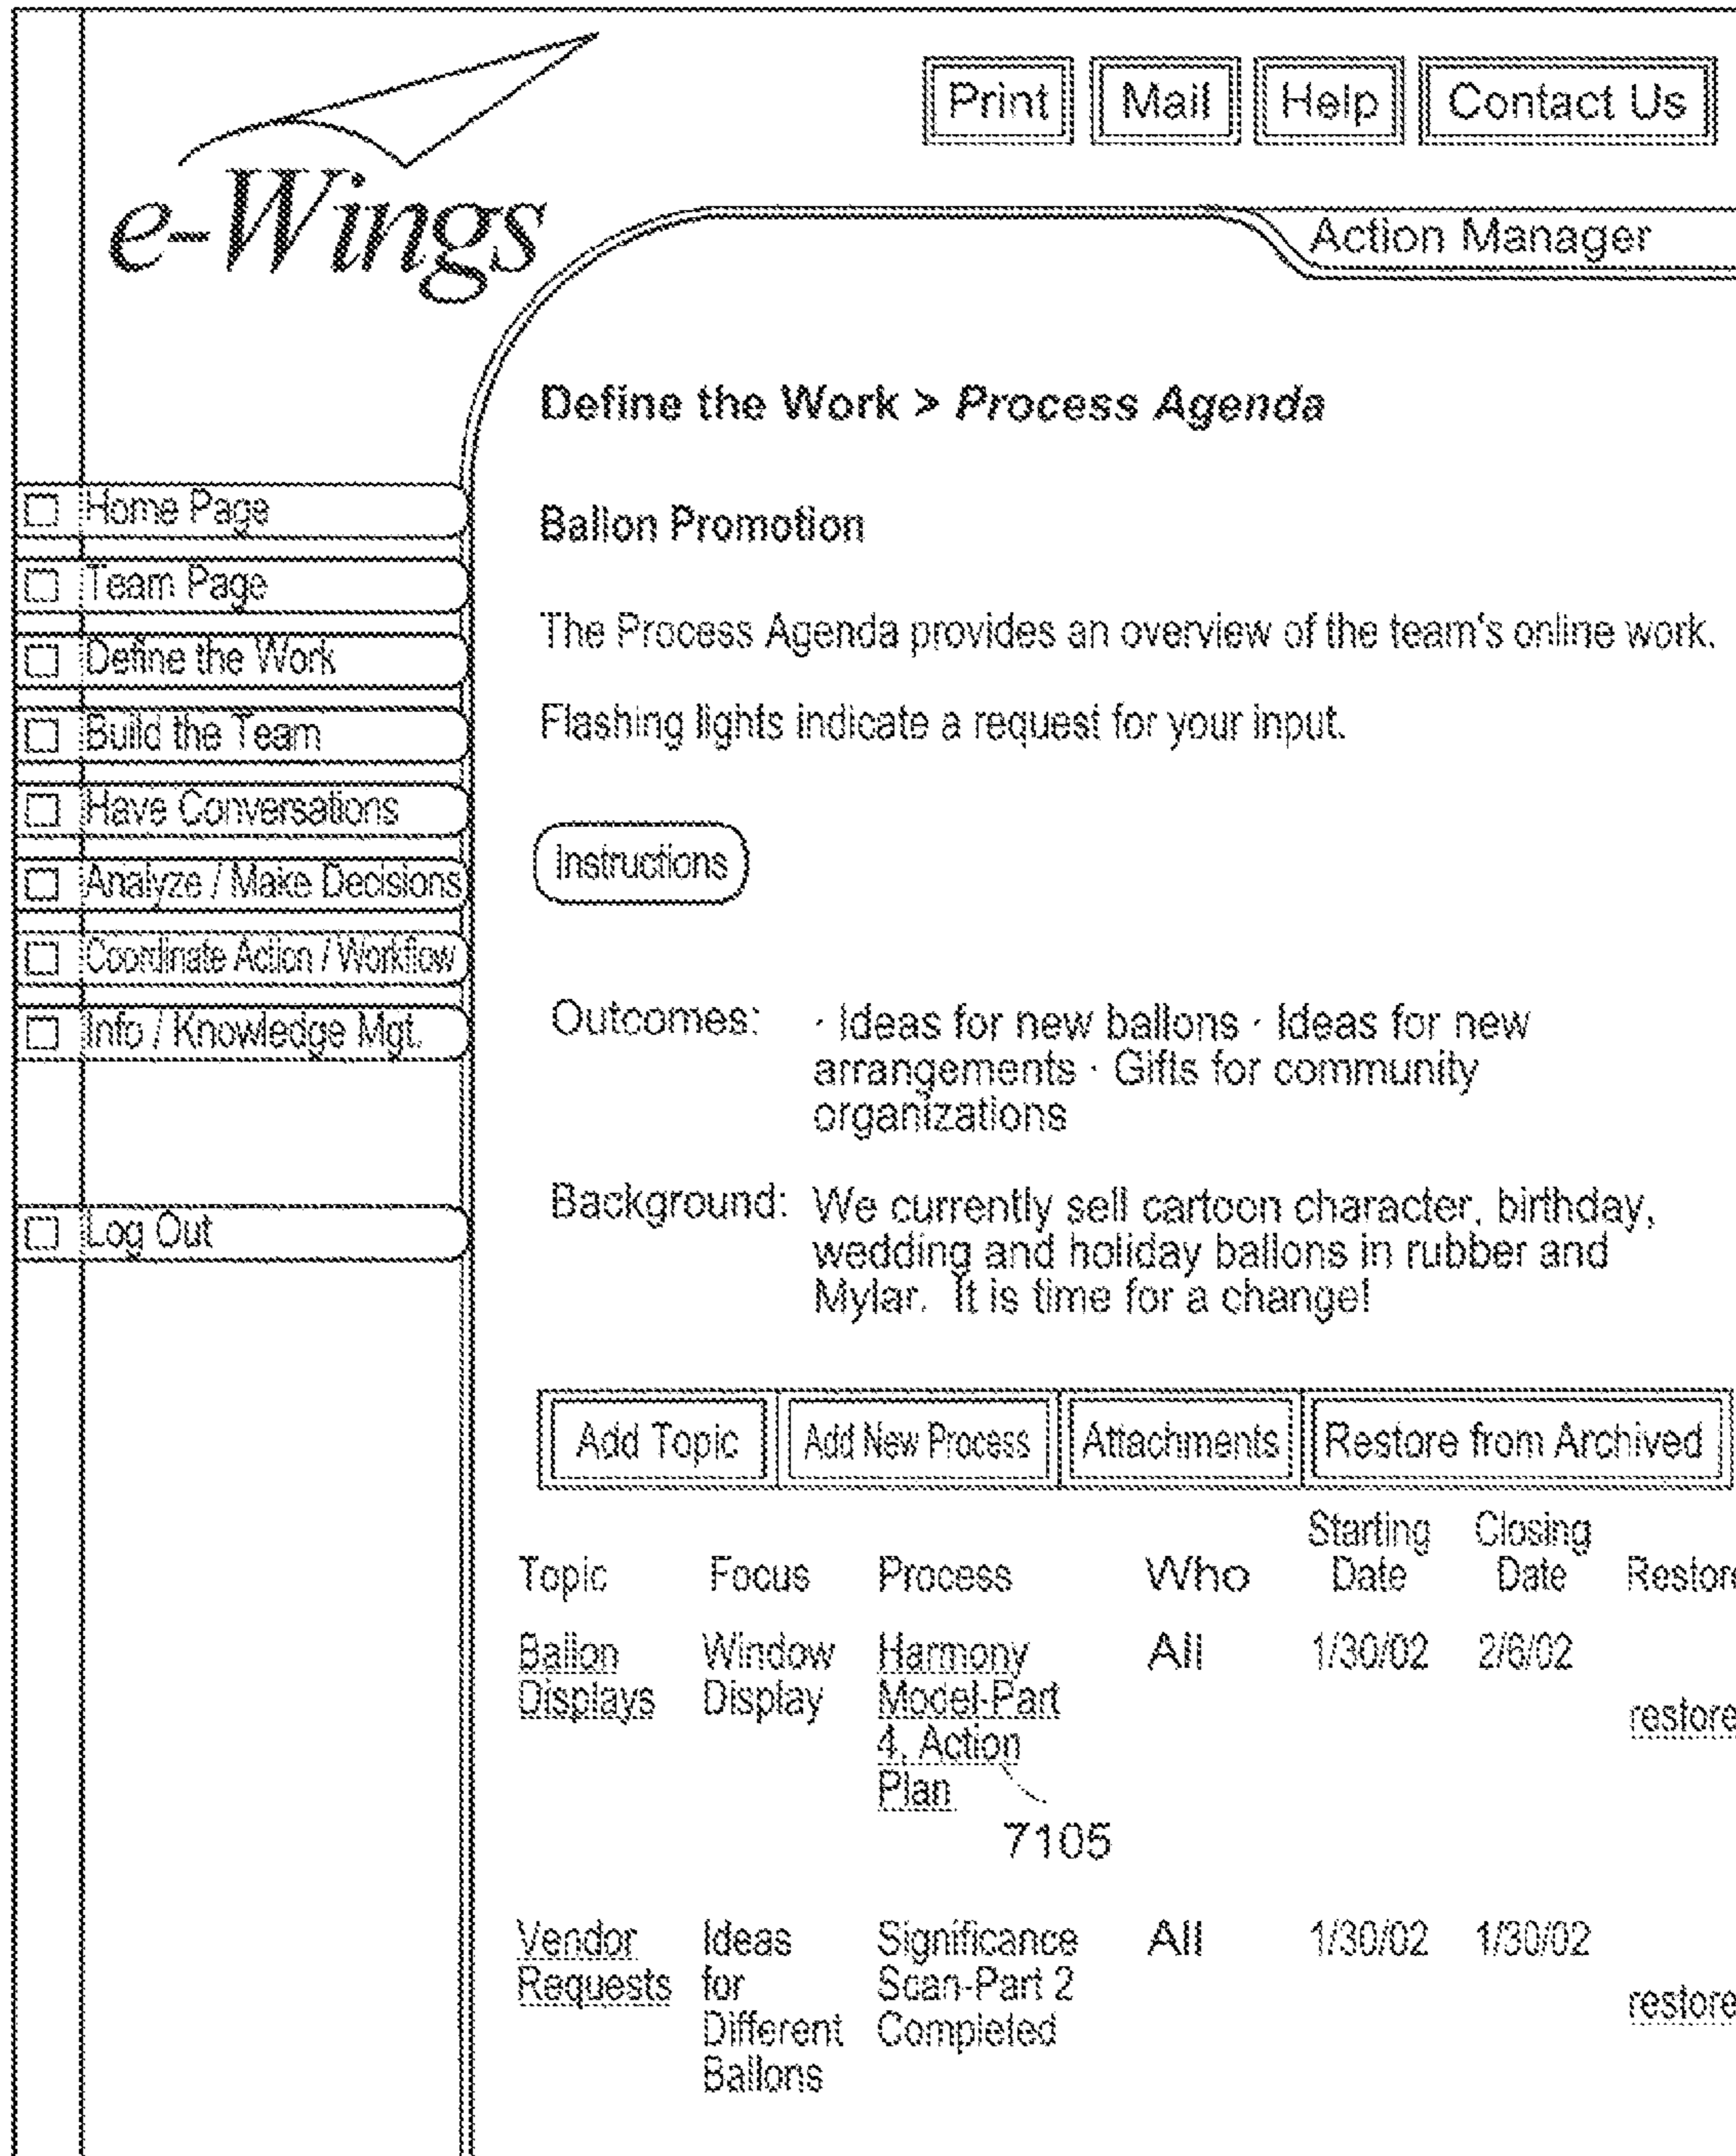 Print Mail Help Contact Us
e-Wings
Action Manager
Define the Work > Process Agenda
Ballon Promotion
The Process Agenda provides an overview of the team's online work.
Flashing lights indicate a request for your input.
Instructions
Home Page
Team Page
Define the Work
Build the Team
Have Conversations
Analyze / Make Decisions
Coordinate Action / Workflow
Info / Knowledge Mgt.
Log Out
Outcomes: · Ideas for new ballons · Ideas for new
arrangements · Gifts for community
organizations
Background: We currently sell cartoon character, birthday,
wedding and holiday ballons in rubber and
Mylar. It is time for a change!
Add Topic Add New Process Attachments Restore from Archived
Starting Closing
Topic Focus Process Who Date Date Restore
Ballon Window Harmony All 1/30/02 2/6/02
Displays Display Model-Part
restore
4. Action
Plan
7105
Vendor Ideas Significance All 1/30/02 1/30/02
Requests for Scan-Part 2
restore
Different Completed
Ballons